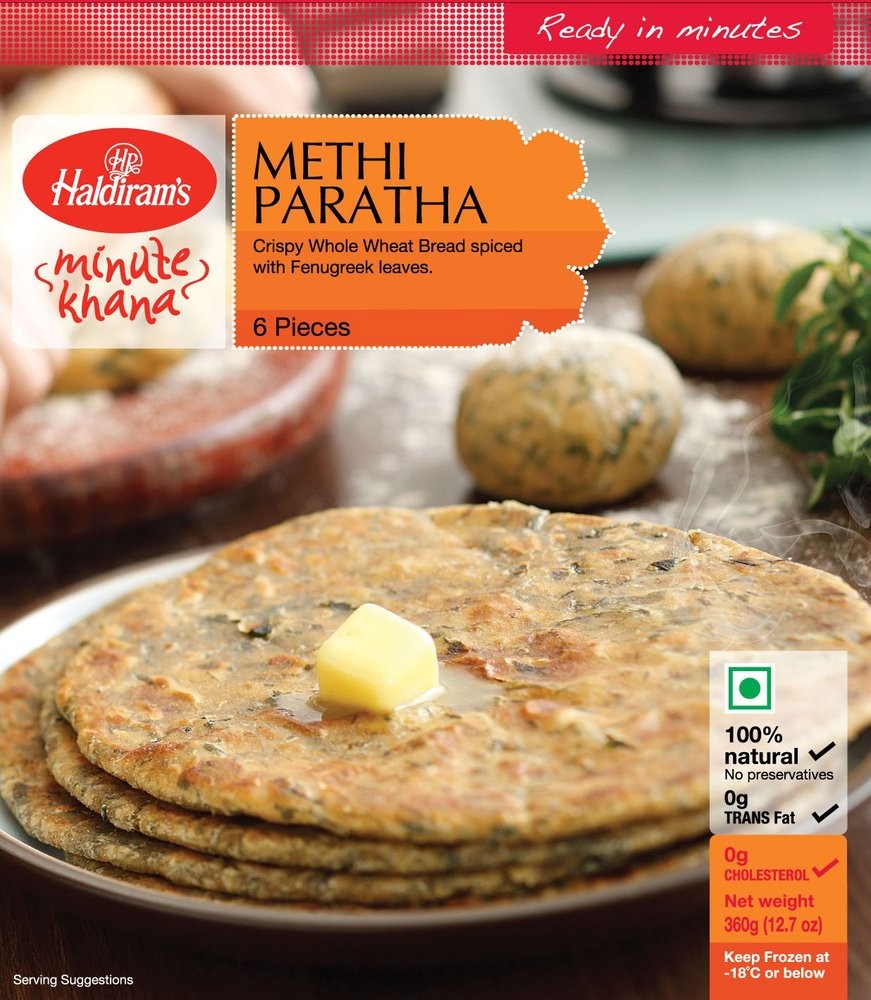 Ready in minutes
HR
Haldiram's
minute
khana
METHI
PARATHA
Crispy Whole Wheat Bread spiced
with Fenugreek leaves.
6 Pieces
100%
natural
No preservatives
0g
TRANS Fat
0g
CHOLESTEROL
Net weight
360g (12.7 oz)
Keep Frozen at
-18°C or below
Serving Suggestions